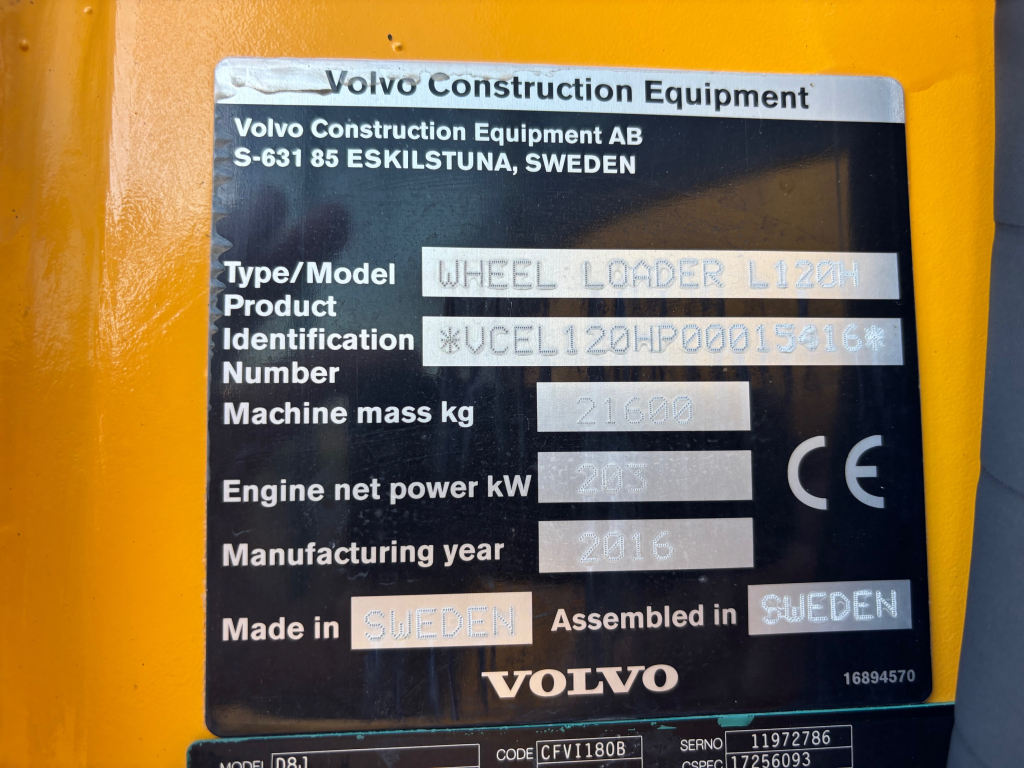 Volvo Construction Equipment
Volvo Construction Equipment AB
S-631 85 ESKILSTUNA, SWEDEN
Type/Model WHEEL LOADER L120H
Product
Identification *VCEL120HP00015416*
Number
Machine mass kg 21600
Engine net power kW 203
CE
Manufacturing year 2016
Made in SWEDEN Assembled in SWEDEN
VOLVO 16894570
MODEL D8J CODE CFVI180B SERNO 11972786
CSPEC 17256093